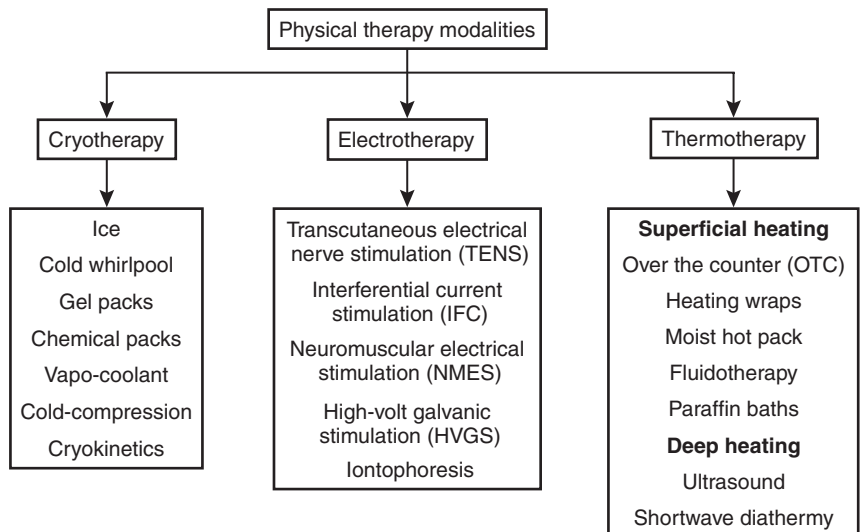 Physical therapy modalities
Cryotherapy
Electrotherapy
Thermotherapy
Ice
Cold whirlpool
Gel packs
Chemical packs
Vapo-coolant
Cold-compression
Cryokinetics
Transcutaneous electrical
nerve stimulation (TENS)
Interferential current
stimulation (IFC)
Neuromuscular electrical
stimulation (NMES)
High-volt galvanic
stimulation (HVGS)
Iontophoresis
Superficial heating
Over the counter (OTC)
Heating wraps
Moist hot pack
Fluidotherapy
Paraffin baths
Deep heating
Ultrasound
Shortwave diathermy